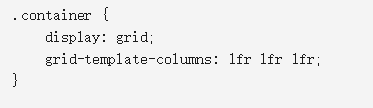 .container {
    display: grid;
    grid-template-columns: 1fr 1fr 1fr;
}